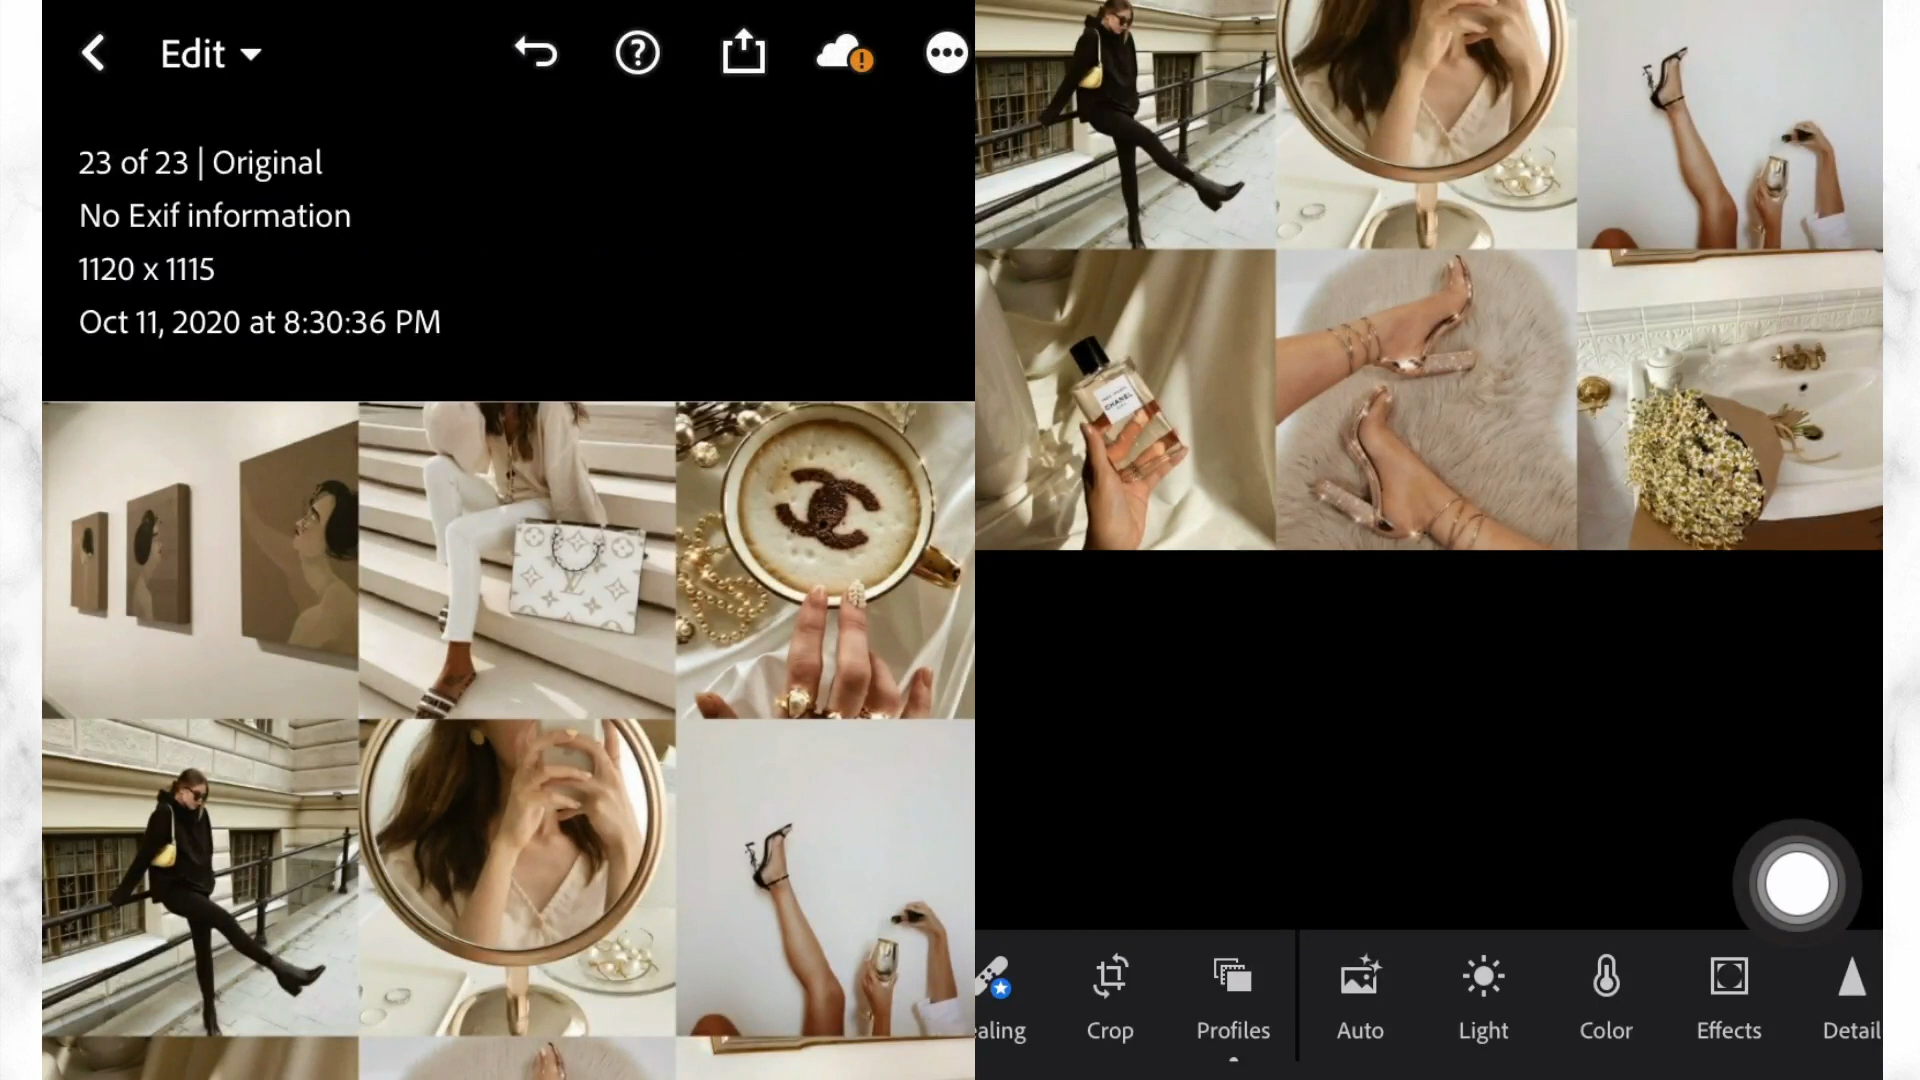 Edit
23 of 23 | Original
No Exif information
1120 x 1115
Oct 11, 2020 at 8:30:36 PM
CHANEL
aling
Crop
Profiles
Auto
Light
Color
Effects
Detail